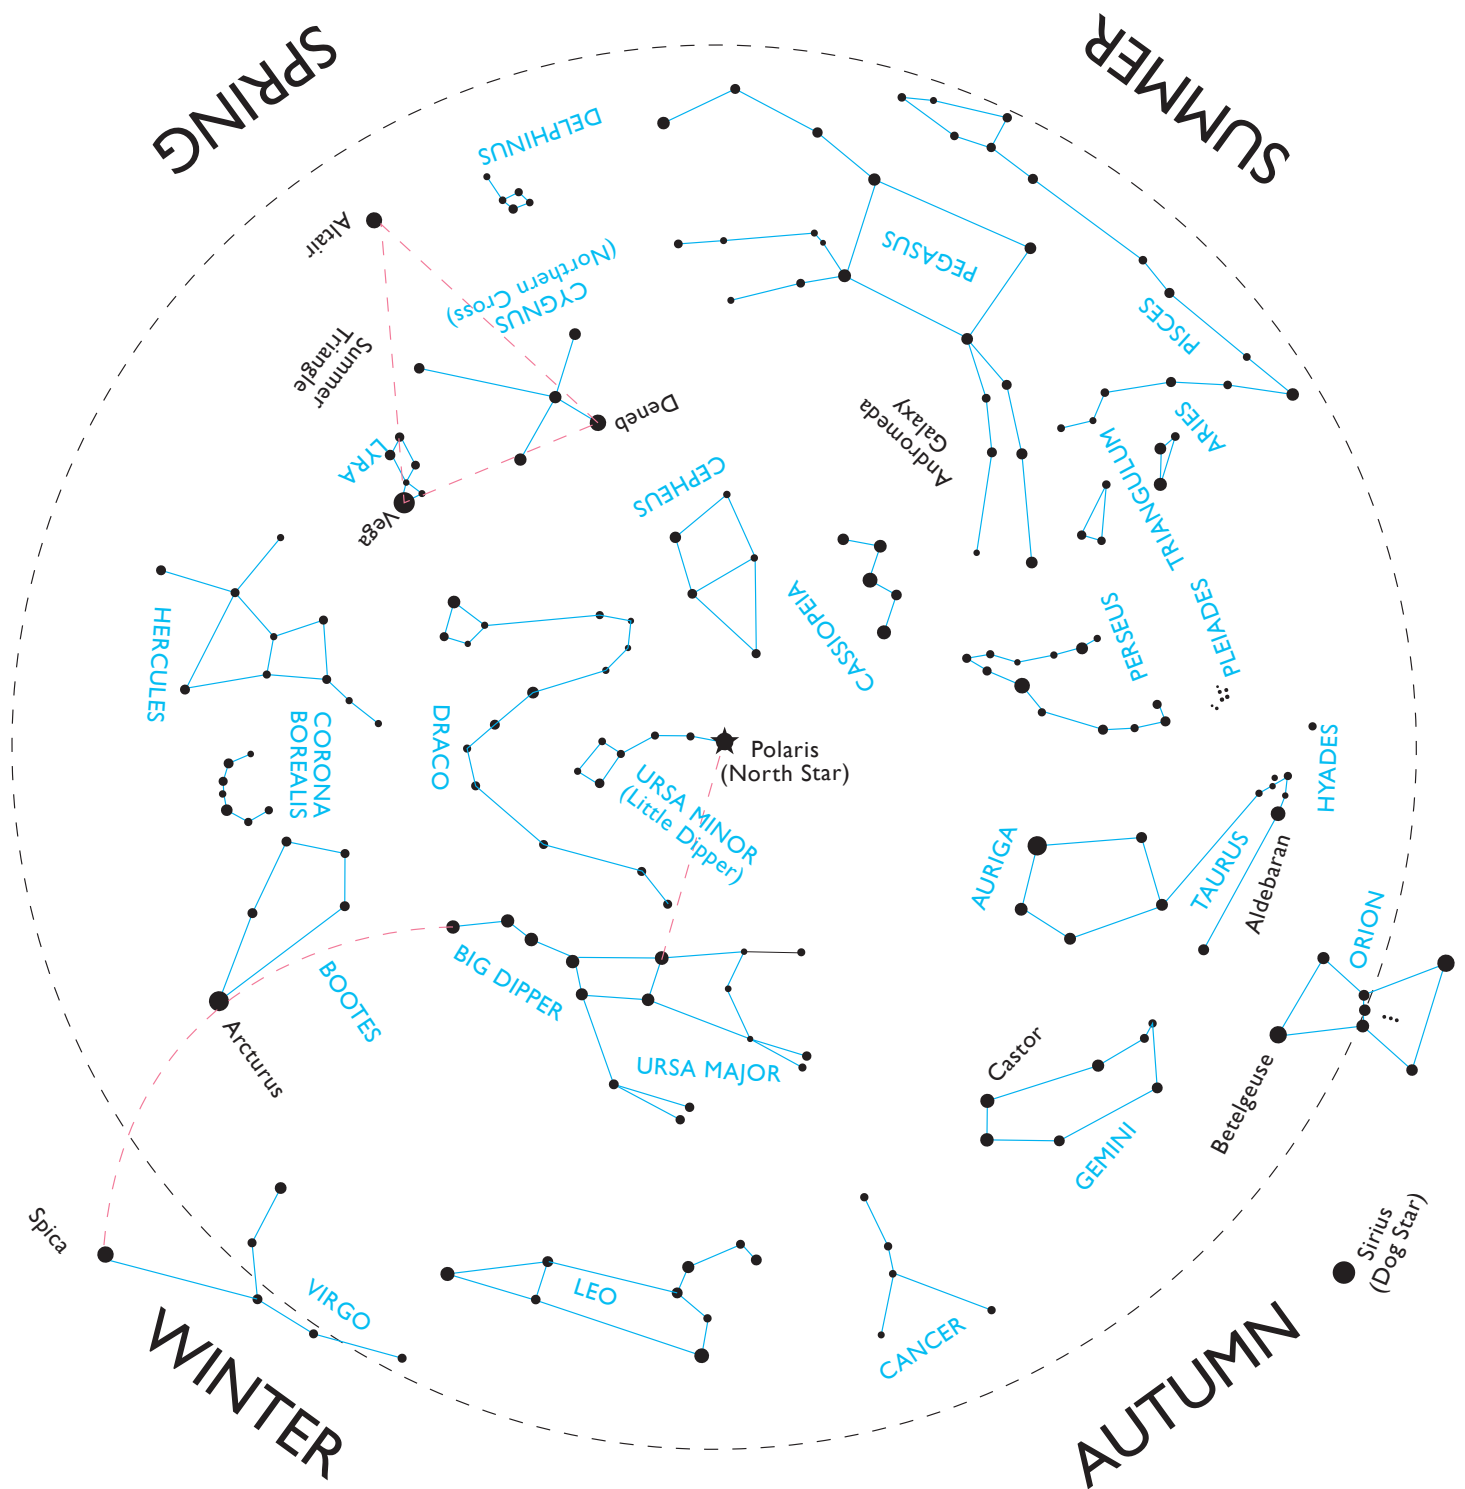 SPRING
SUMMER
DELPHINUS
Altair
CYGNUS
(Northern Cross)
PEGASUS
PISCES
Summer
Triangle
Deneb
LYRA
Vega
Andromeda
Galaxy
ARIES
TRIANGULUM
CEPHEUS
CASSIOPEIA
PERSEUS
PLEIADES
HERCULES
CORONA
BOREALIS
DRACO
Polaris
(North Star)
URSA MINOR
(Little Dipper)
HYADES
AURIGA
TAURUS
Aldebaran
ORION
BOOTES
BIG DIPPER
Arcturus
URSA MAJOR
Castor
GEMINI
Betelgeuse
Spica
VIRGO
LEO
CANCER
Sirius
(Dog Star)
WINTER
AUTUMN